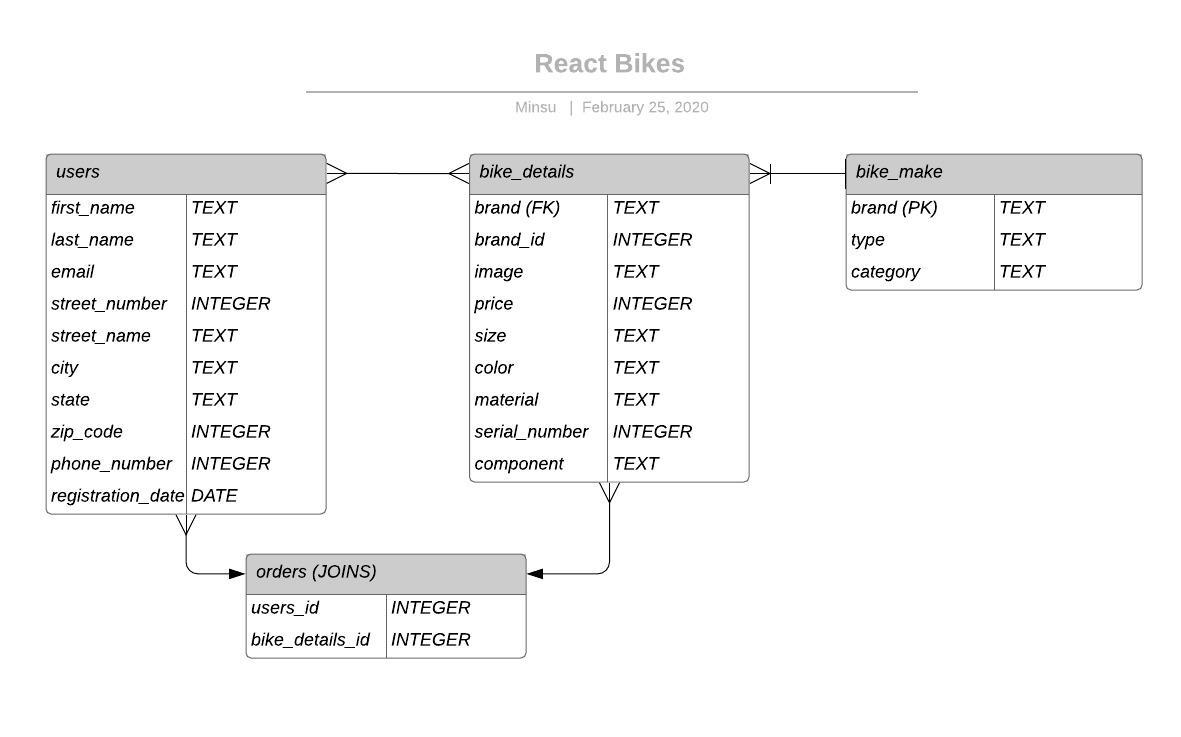 React Bikes
Minsu | February 25, 2020
users
first_name TEXT
last_name TEXT
email TEXT
street_number INTEGER
street_name TEXT
city TEXT
state TEXT
zip_code INTEGER
phone_number INTEGER
registration_date DATE
bike_details
brand (FK) TEXT
brand_id INTEGER
image TEXT
price INTEGER
size TEXT
color TEXT
material TEXT
serial_number INTEGER
component TEXT
bike_make
brand (PK) TEXT
type TEXT
category TEXT
orders (JOINS)
users_id INTEGER
bike_details_id INTEGER